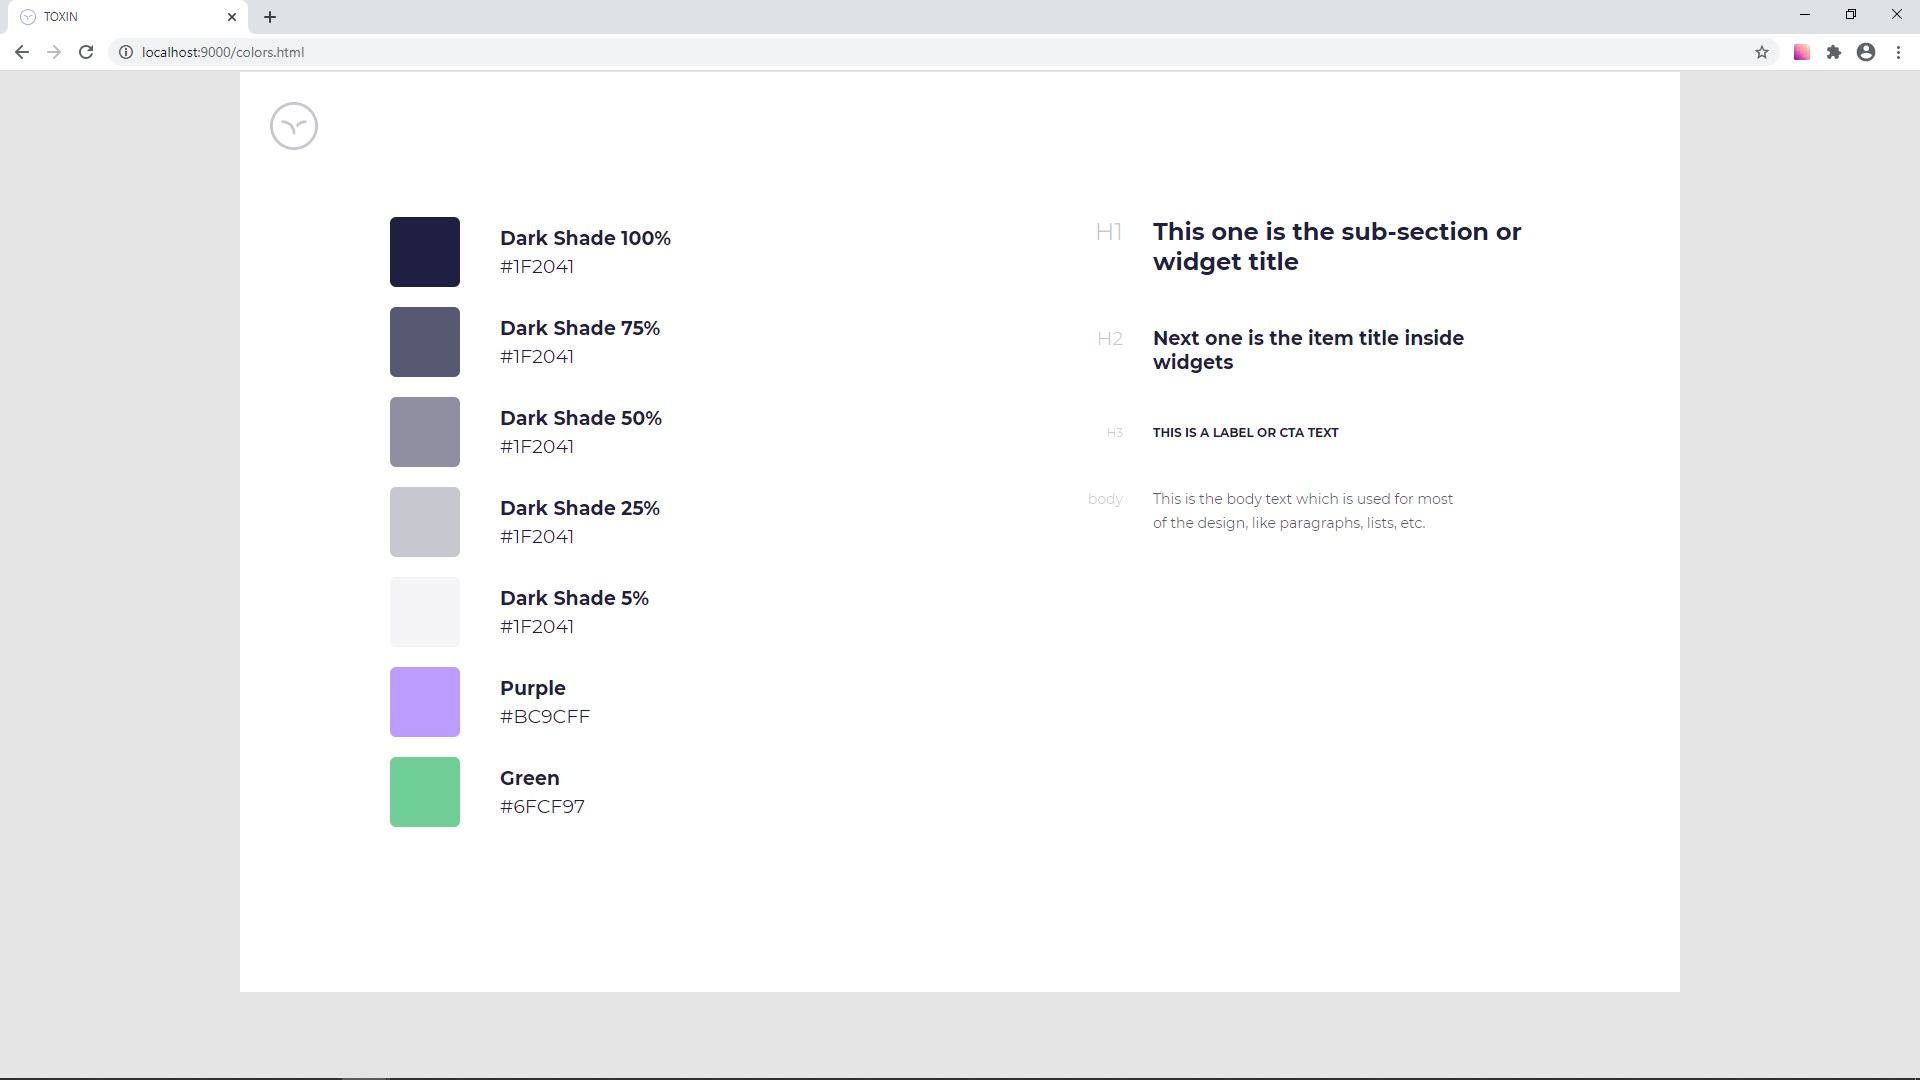 TOXIN
localhost:9000/colors.html
Dark Shade 100%
#1F2041
Dark Shade 75%
#1F2041
Dark Shade 50%
#1F2041
Dark Shade 25%
#1F2041
Dark Shade 5%
#1F2041
Purple
#BC9CFF
Green
#6FCF97
H1 This one is the sub-section or
widget title
H2 Next one is the item title inside
widgets
H3 THIS IS A LABEL OR CTA TEXT
body This is the body text which is used for most
of the design, like paragraphs, lists, etc.